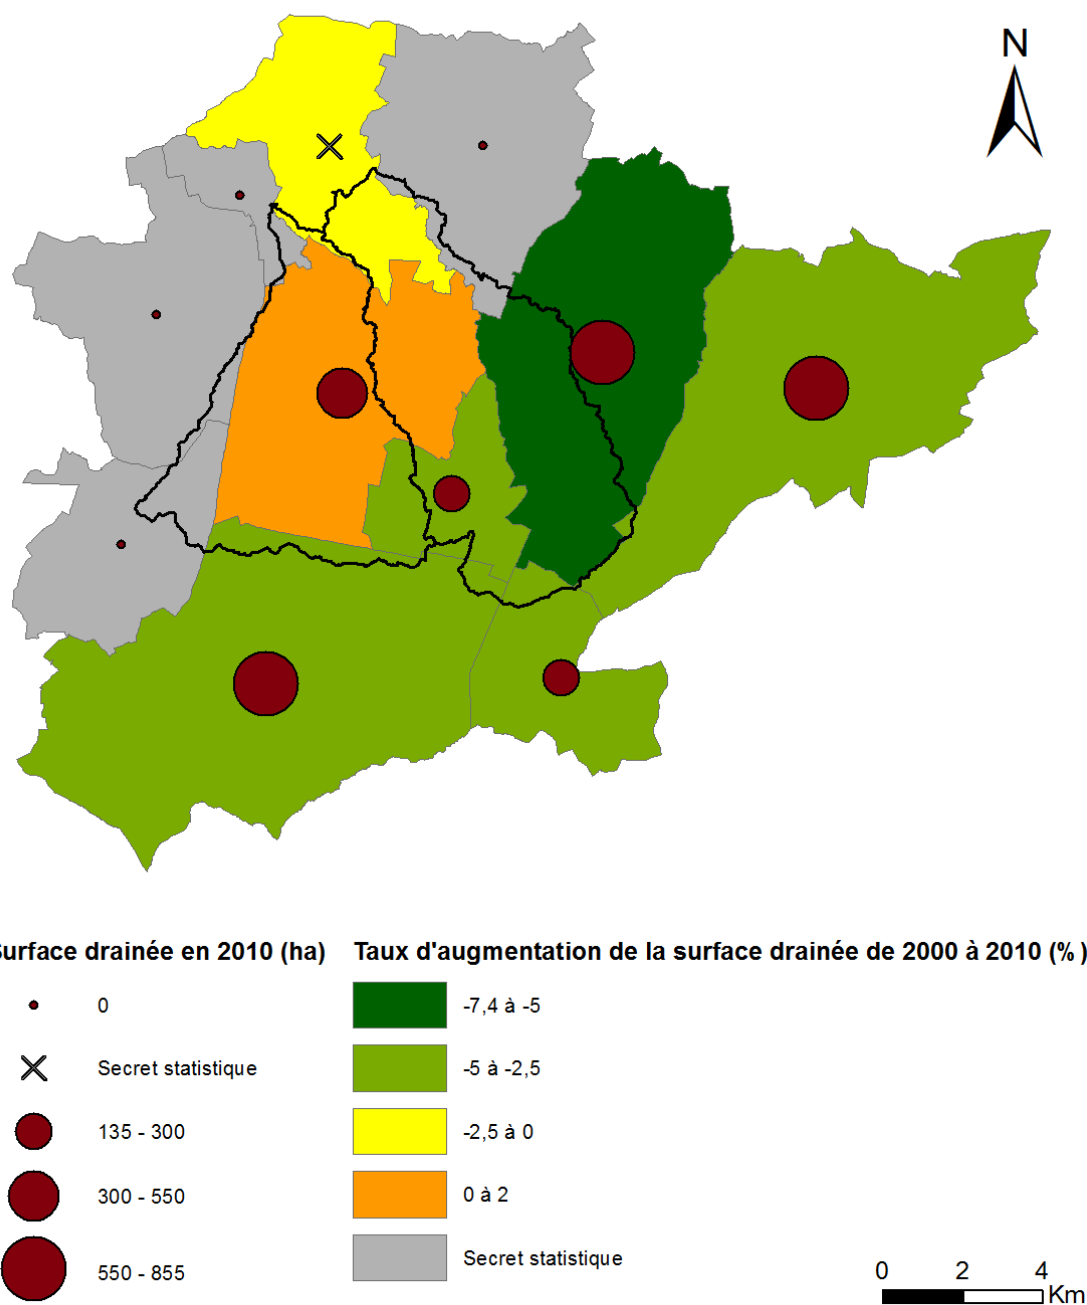 N
Surface drainée en 2010 (ha)
0
Secret statistique
135 - 300
300 - 550
550 - 855
Taux d'augmentation de la surface drainée de 2000 à 2010 (%)
-7,4 à -5
-5 à -2,5
-2,5 à 0
0 à 2
Secret statistique
0 2 4
Km